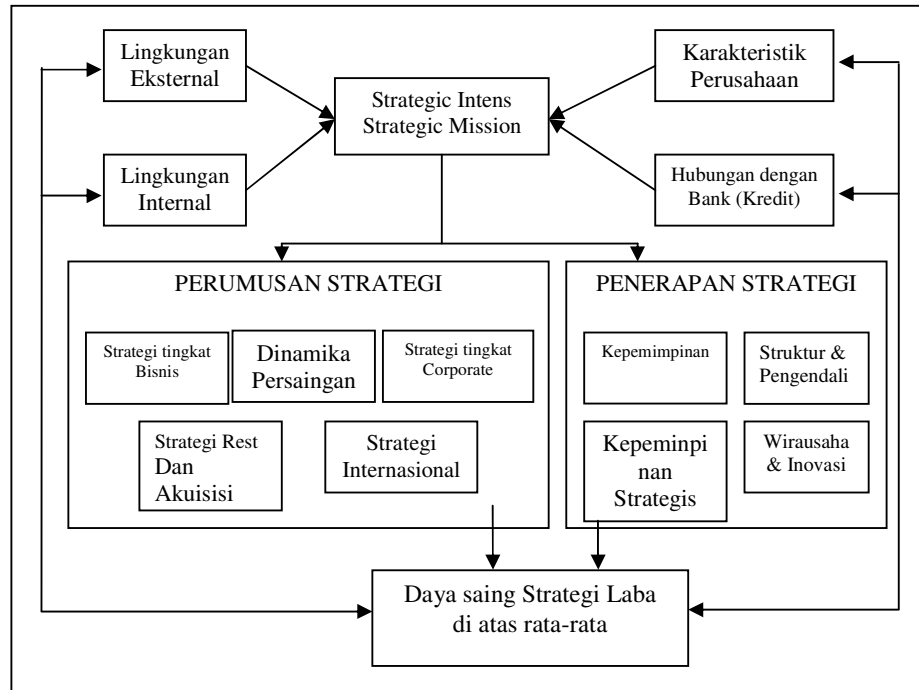 Lingkungan
Eksternal
Karakteristik
Perusahaan
Strategic Intens
Strategic Mission
Lingkungan
Internal
Hubungan dengan
Bank (Kredit)
PERUMUSAN STRATEGI
Strategi tingkat
Bisnis
Dinamika
Persaingan
Strategi tingkat
Corporate
Strategi Rest
Dan
Akuisisi
Strategi
Internasional
PENERAPAN STRATEGI
Kepemimpinan
Struktur &
Pengendali
Kepeminpi
nan
Strategis
Wirausaha
& Inovasi
Daya saing Strategi Laba
di atas rata-rata